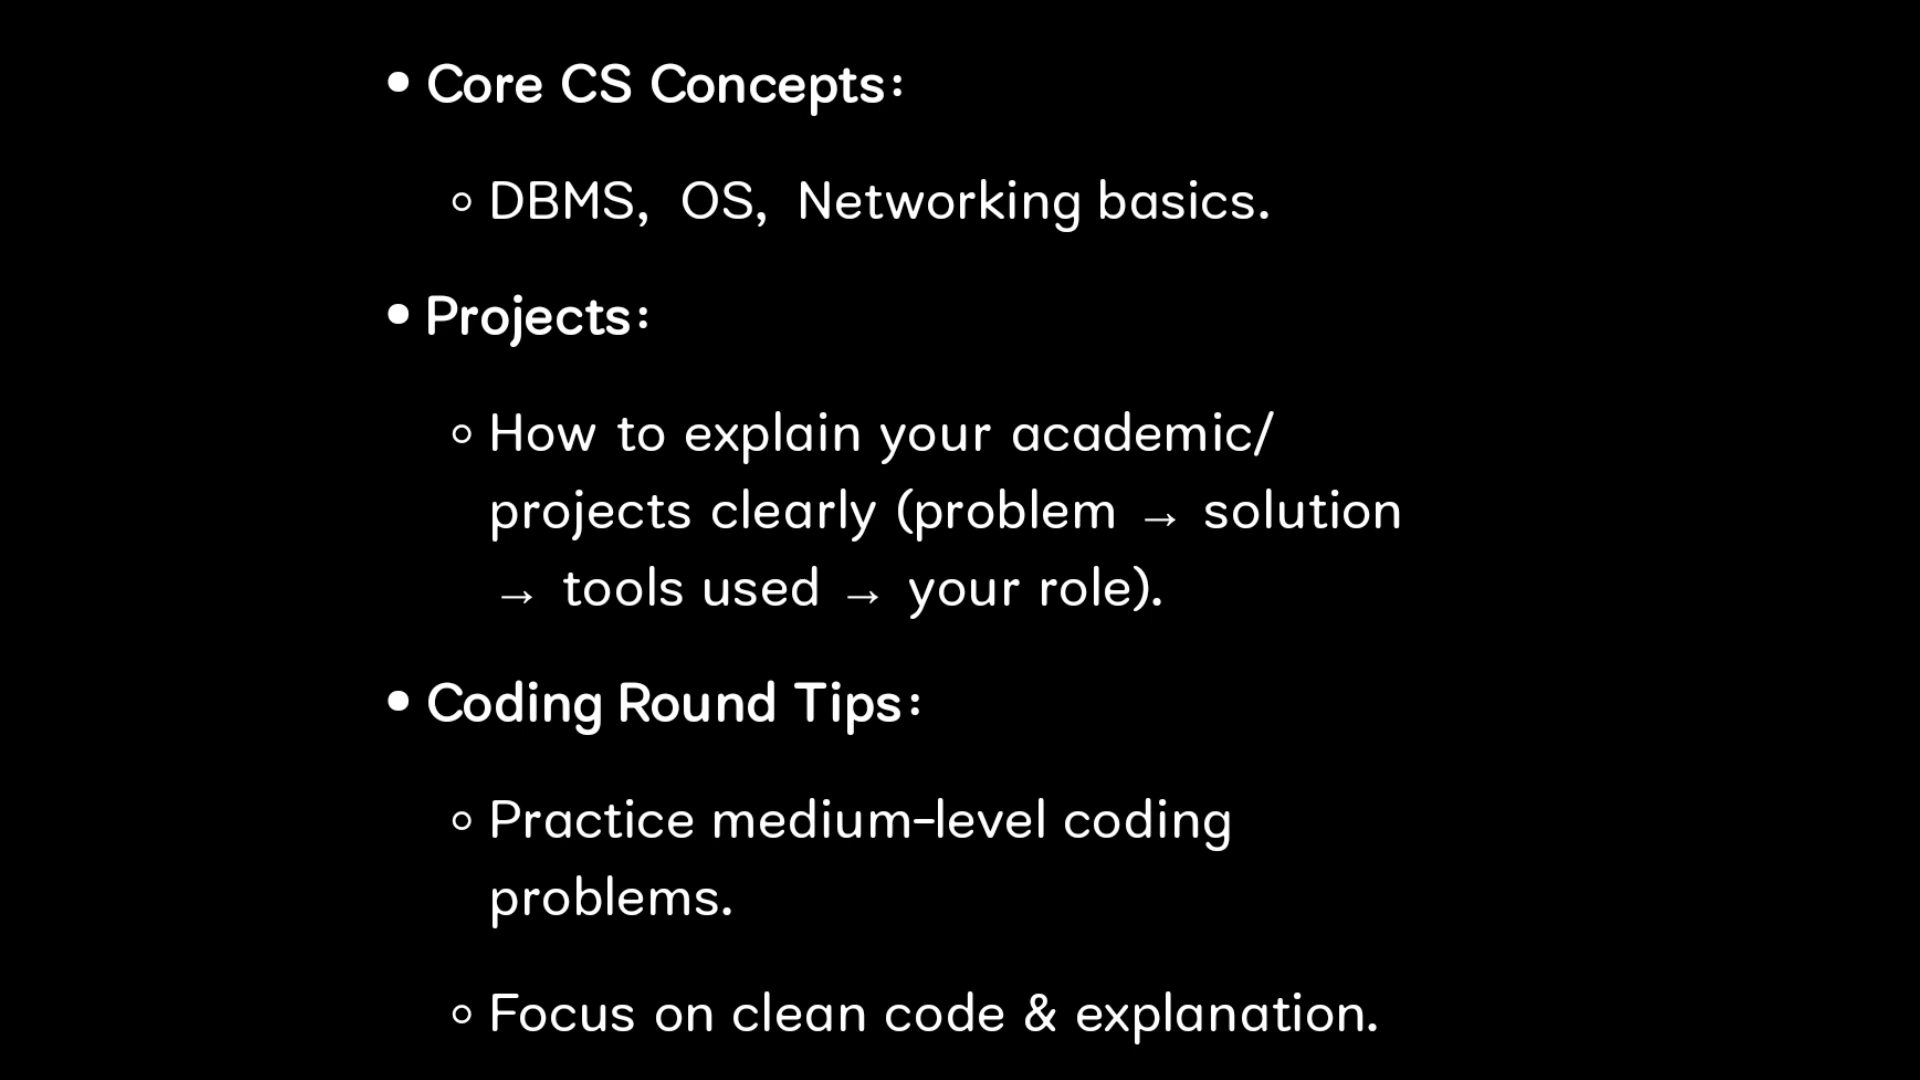 • Core CS Concepts:
◦ DBMS, OS, Networking basics.
• Projects:
◦ How to explain your academic/
projects clearly (problem → solution
→ tools used → your role).
• Coding Round Tips:
◦ Practice medium-level coding
problems.
◦ Focus on clean code & explanation.